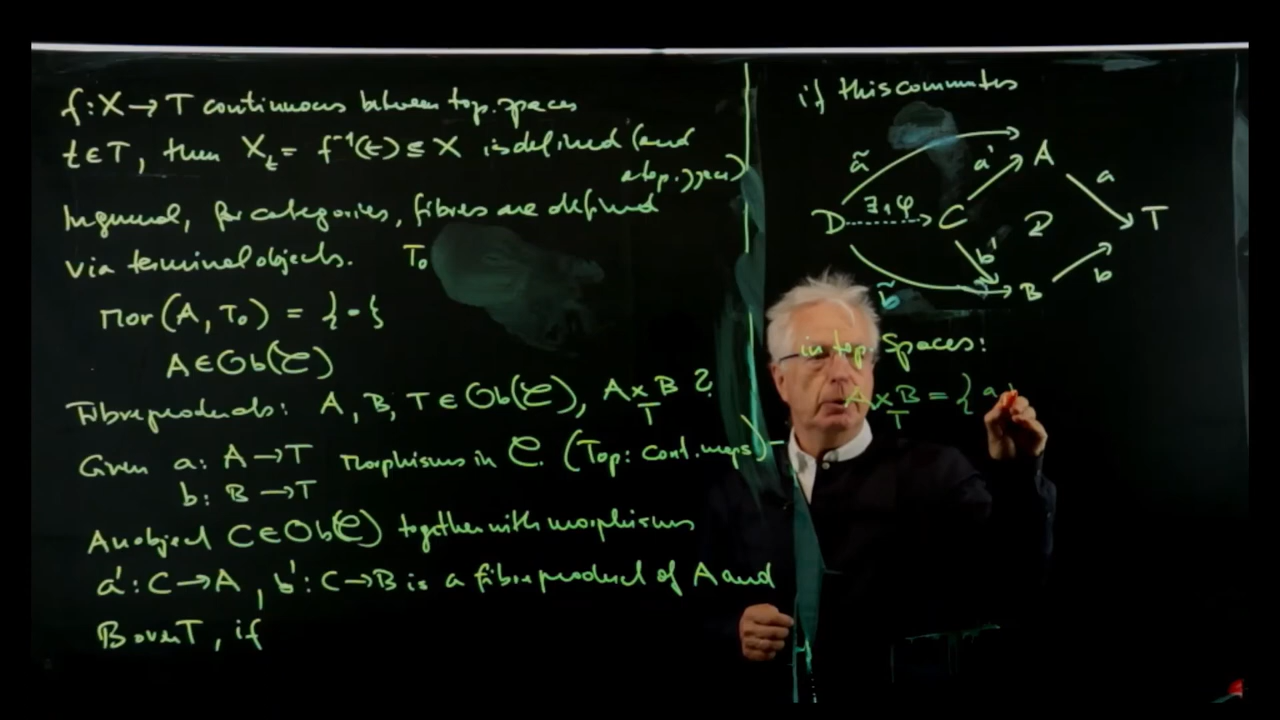 f: X → T continuous between top. spaces
t ∈ T, then X_t = f⁻¹(t) ⊆ X is defined (and
a top. space)
In general, for categories, fibres are defined
via terminal objects. T₀
Mor(A, T₀) = {·}
A ∈ Ob(𝒞)
Fibre products: A, B, T ∈ Ob(𝒞), A ×_T B ?
Given a: A → T morphisms in 𝒞. (Top: cont. maps)
b: B → T
An object C ∈ Ob(𝒞) together with morphisms
a': C → A, b': C → B is a fibre product of A and
B over T, if
if this commutes
ã a' A a
D ∃₁ φ C T
b' b
b̃ B
in top. Spaces:
A ×_T B = { a